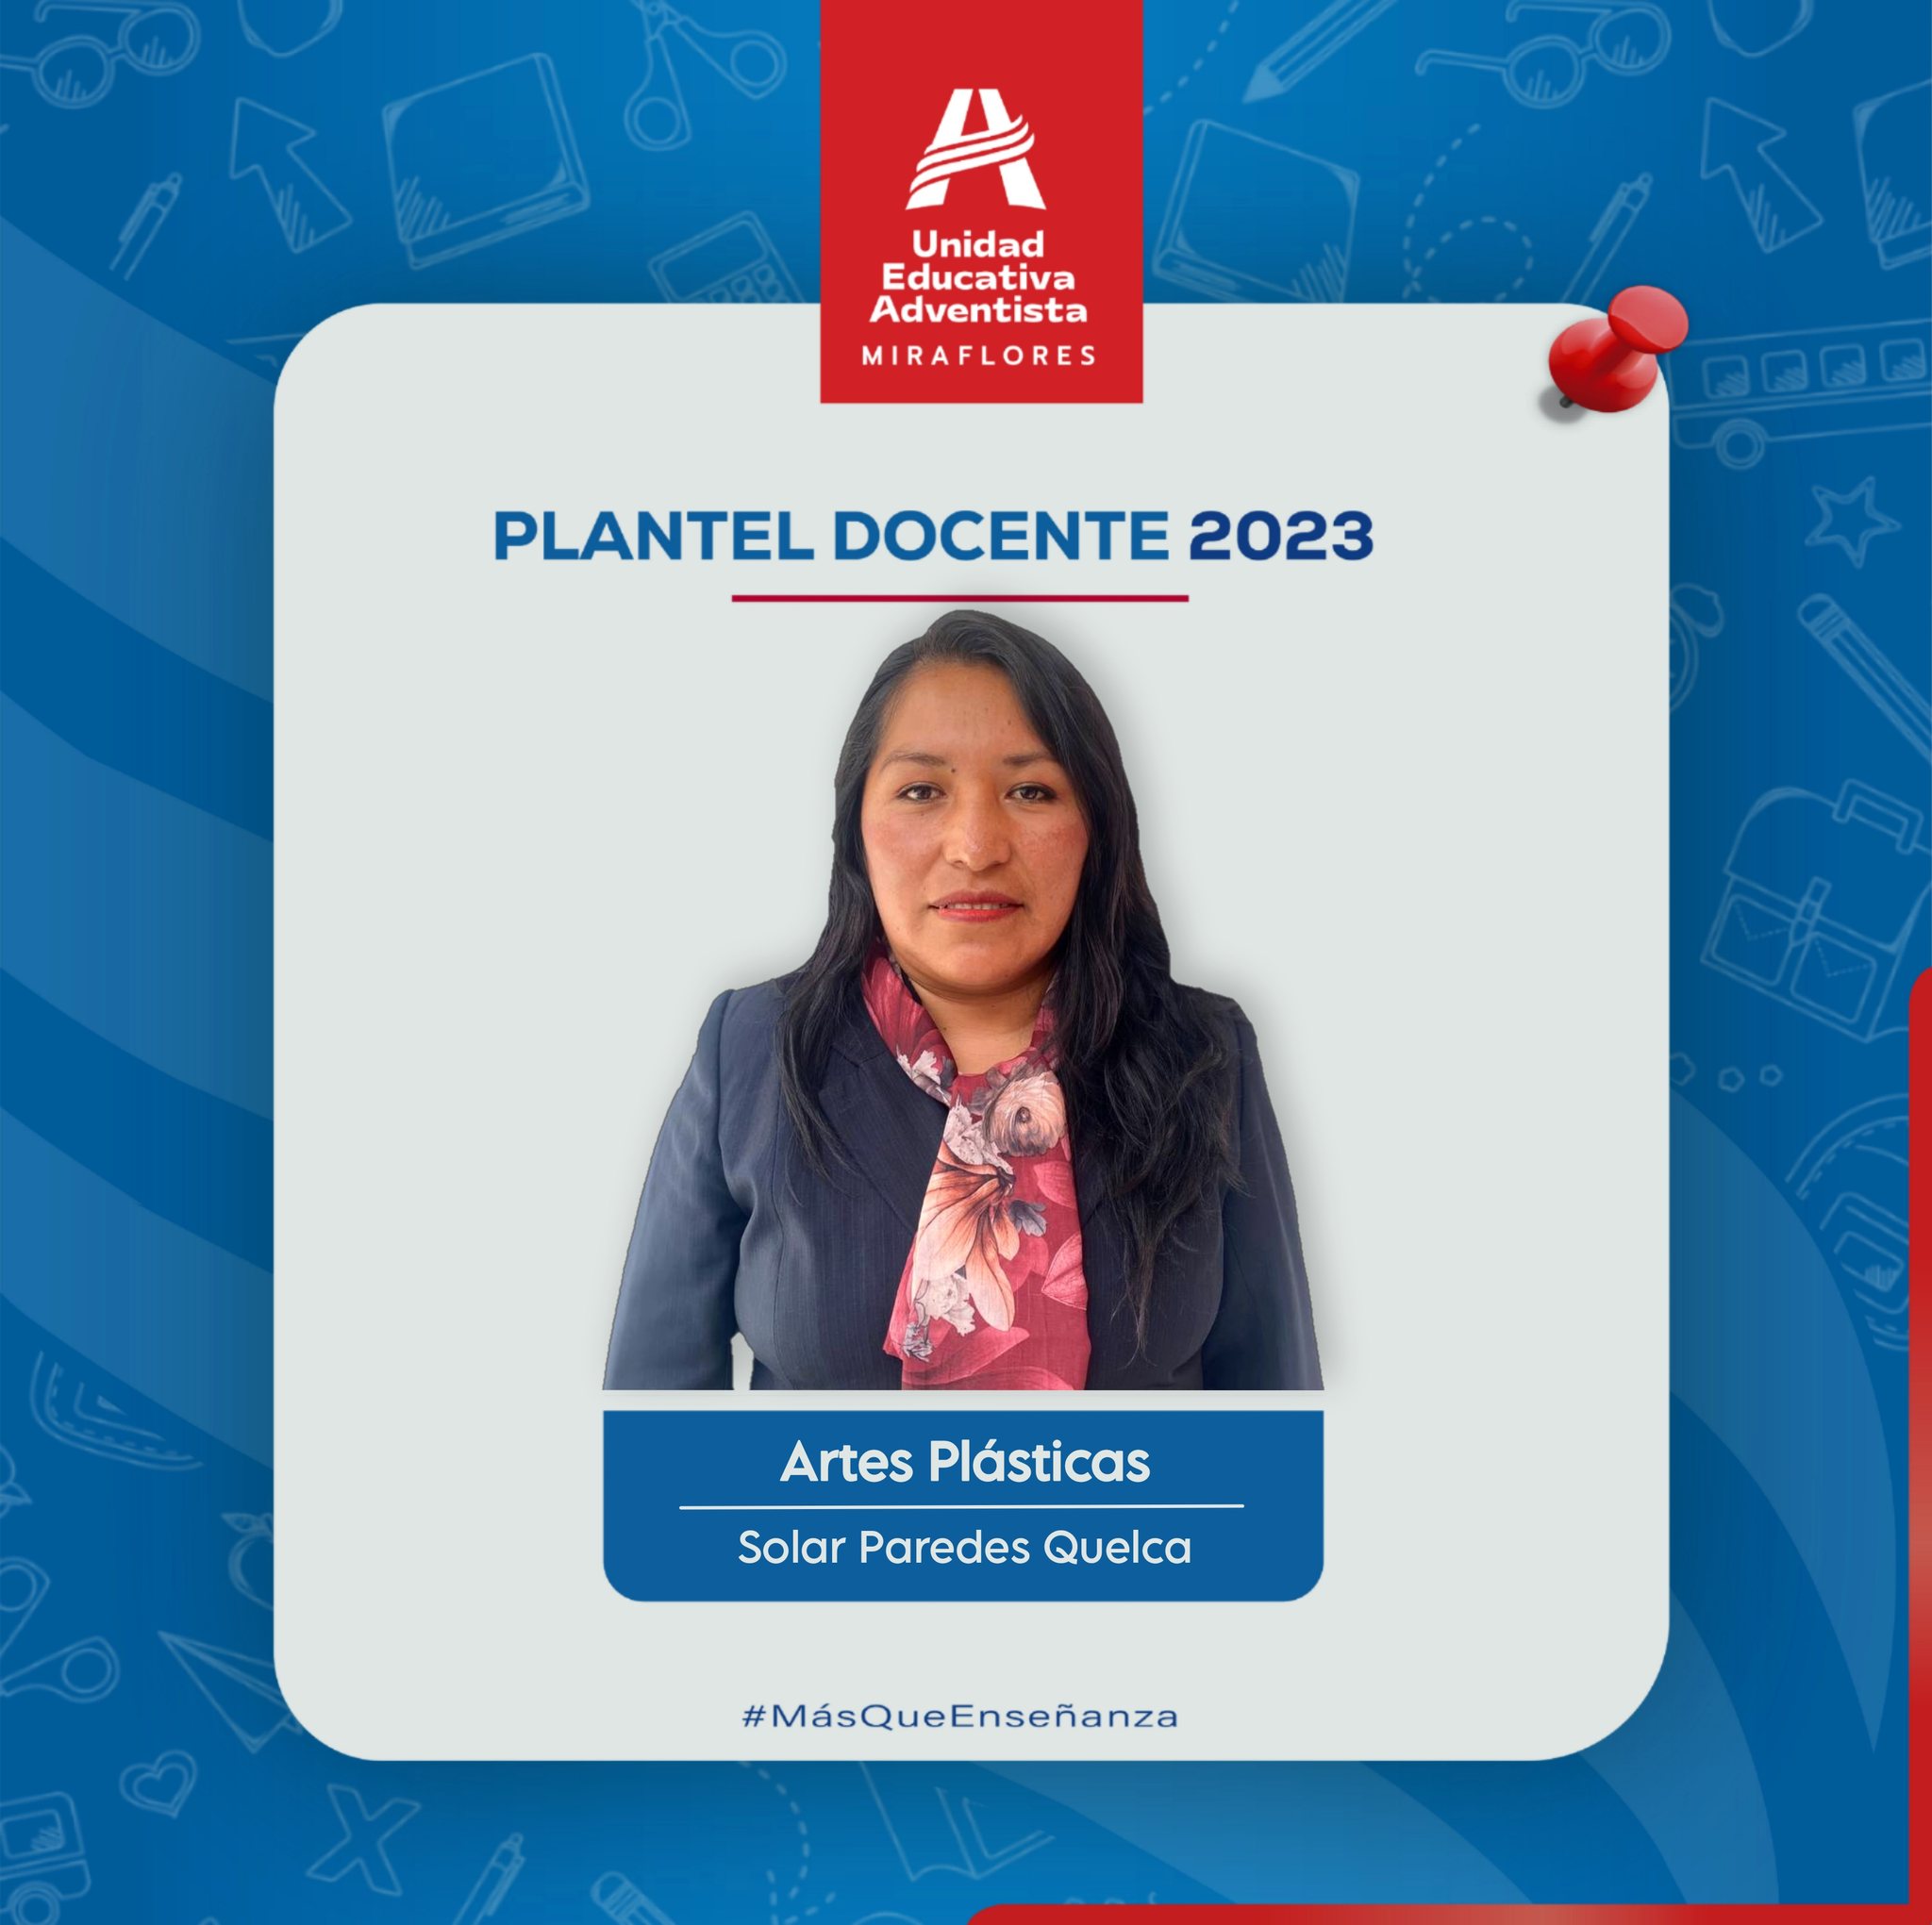 Unidad
Educativa
Adventista
MIRAFLORES
PLANTEL DOCENTE 2023
Artes Plásticas
Solar Paredes Quelca
#MásQueEnseñanza